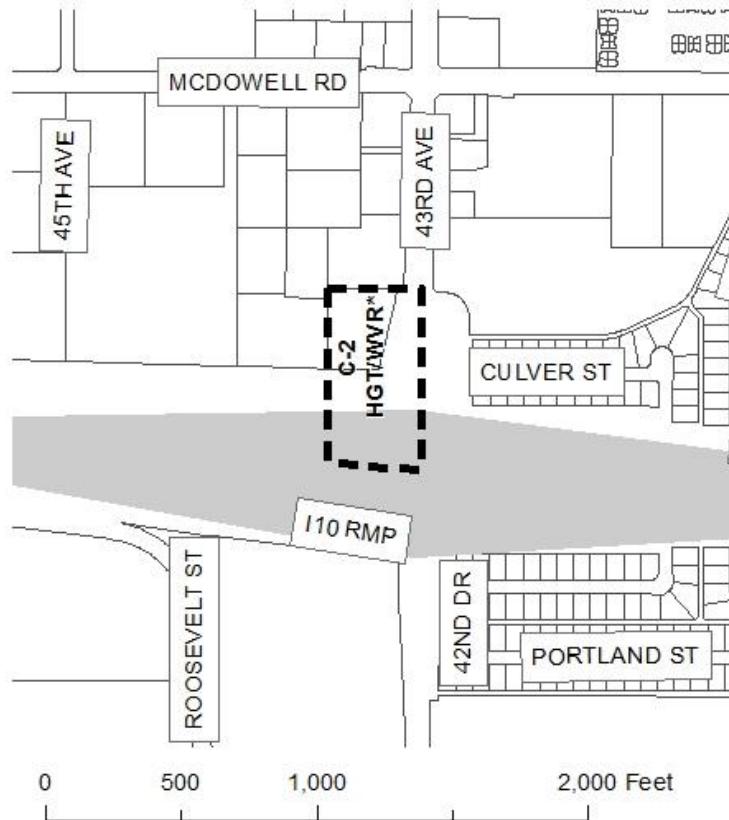 MCDOWELL RD
45TH AVE
43RD AVE
C-2
HGT/WVR*
CULVER ST
I10 RMP
ROOSEVELT ST
42ND DR
PORTLAND ST
0 500 1,000 2,000 Feet